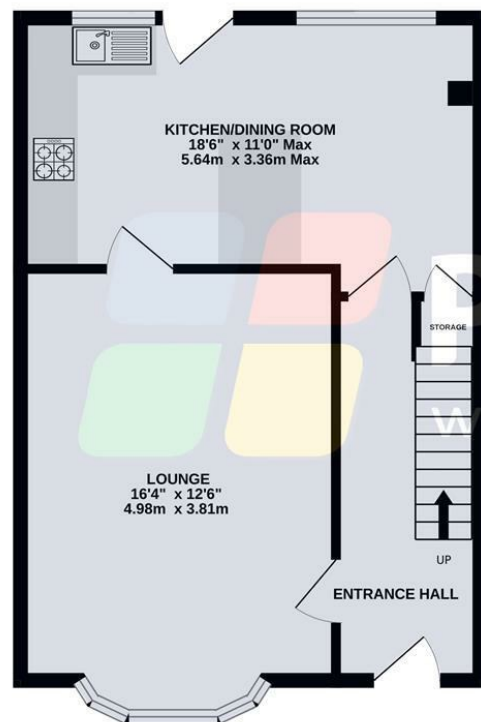 KITCHEN/DINING ROOM
18'6" x 11'0" Max
5.64m x 3.36m Max
STORAGE
P
W
LOUNGE
16'4" x 12'6"
4.98m x 3.81m
UP
ENTRANCE HALL